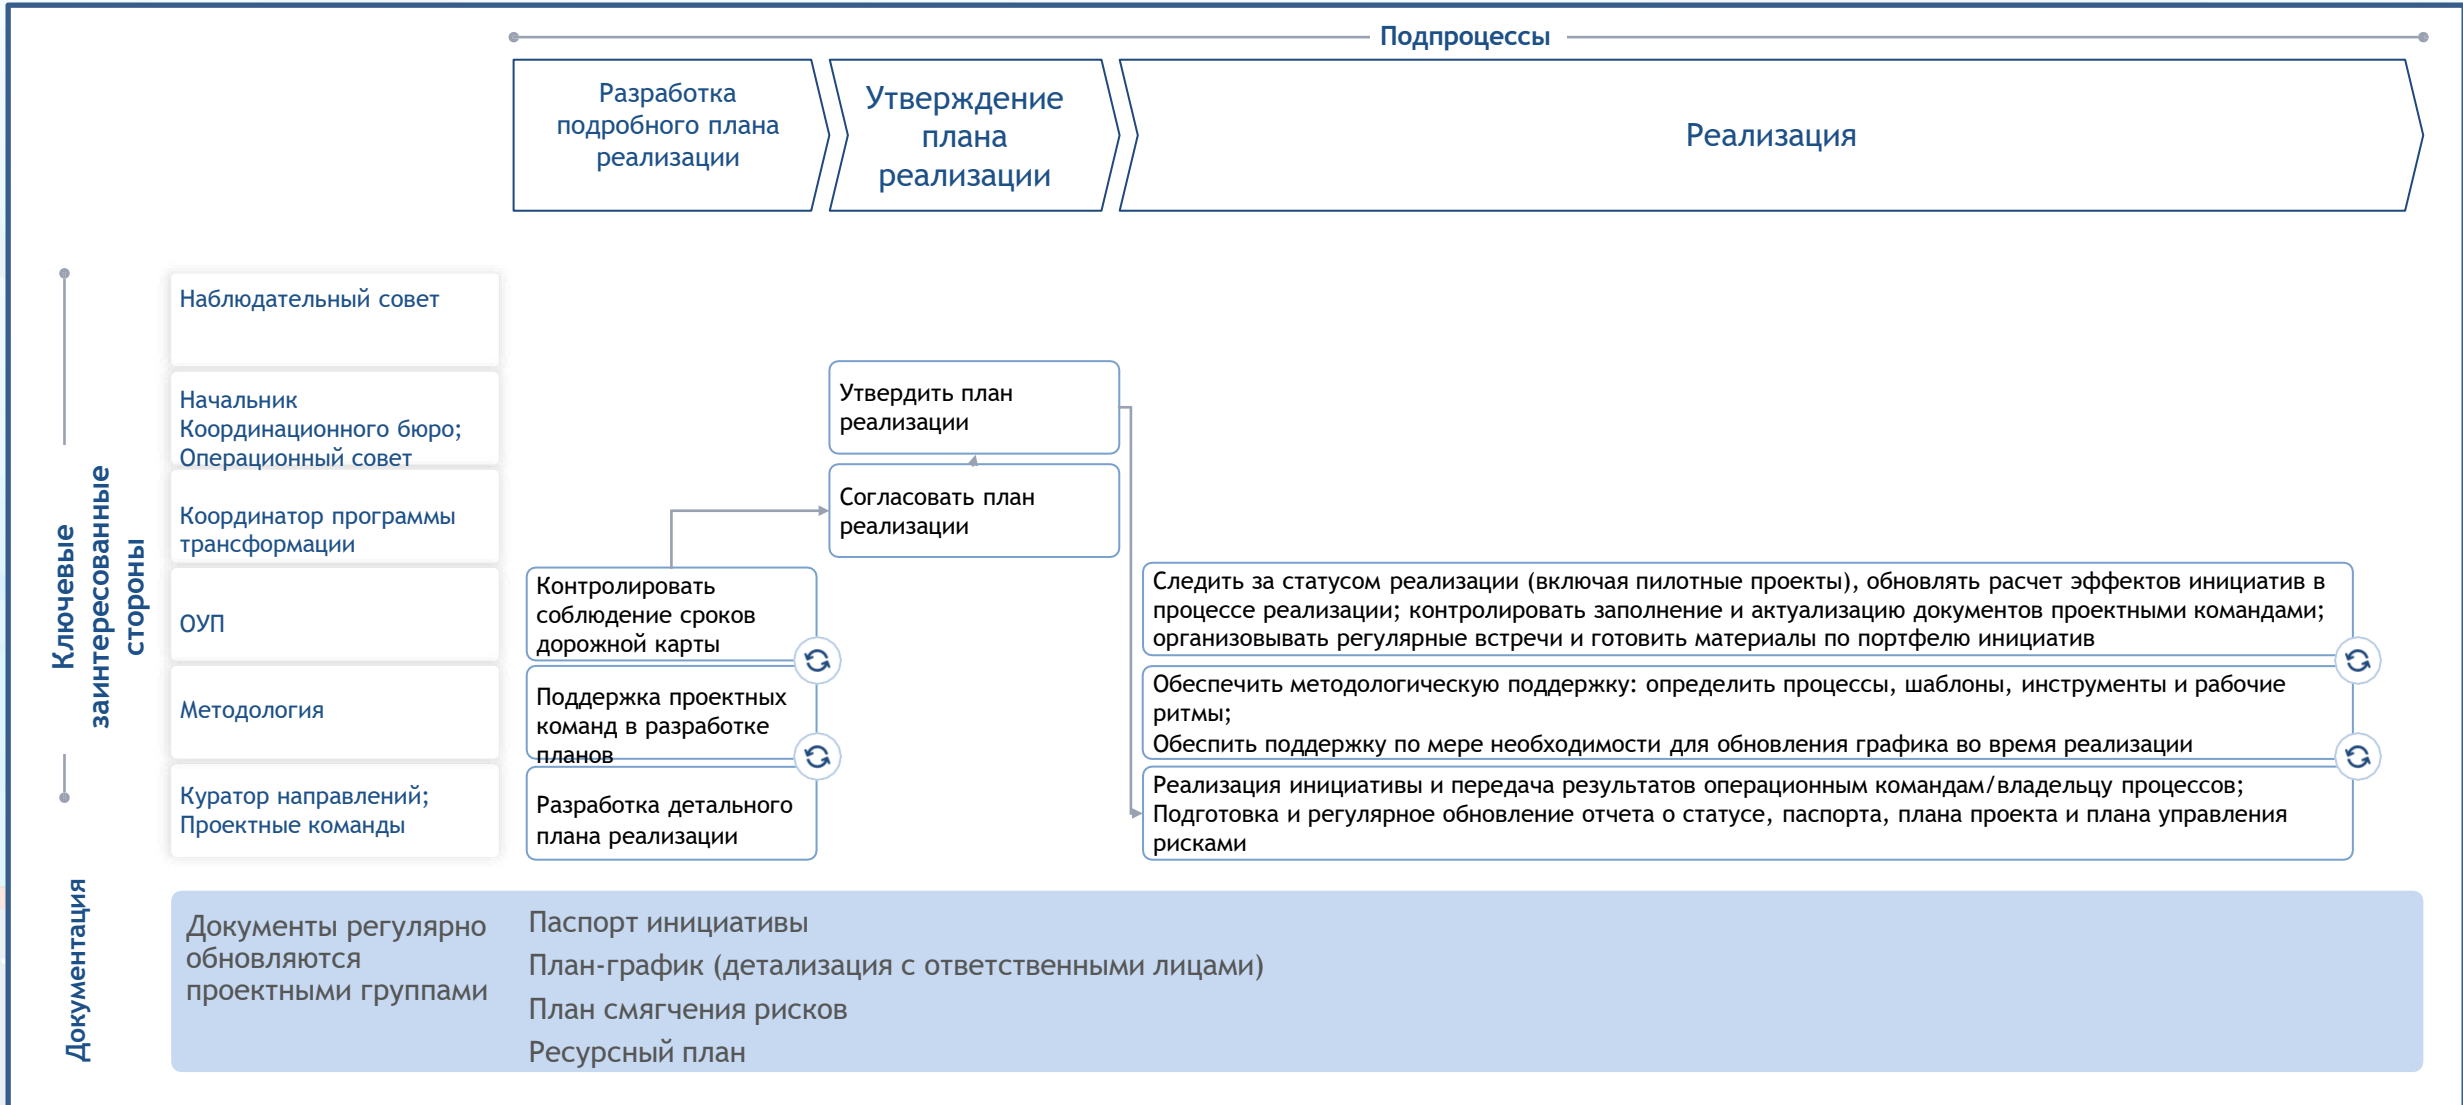 Подпроцессы
Разработка
подробного плана
реализации
Утверждение
плана
реализации
Реализация
Ключевые
заинтересованные
стороны
Наблюдательный совет
Начальник
Координационного бюро;
Операционный совет
Утвердить план
реализации
Координатор программы
трансформации
Согласовать план
реализации
ОУП
Контролировать
соблюдение сроков
дорожной карты
Следить за статусом реализации (включая пилотные проекты), обновлять расчет эффектов инициатив в
процессе реализации; контролировать заполнение и актуализацию документов проектными командами;
организовывать регулярные встречи и готовить материалы по портфелю инициатив
Методология
Поддержка проектных
команд в разработке
планов
Обеспечить методологическую поддержку: определить процессы, шаблоны, инструменты и рабочие
ритмы;
Обеспить поддержку по мере необходимости для обновления графика во время реализации
Куратор направлений;
Проектные команды
Разработка детального
плана реализации
Реализация инициативы и передача результатов операционным командам/владельцу процессов;
Подготовка и регулярное обновление отчета о статусе, паспорта, плана проекта и плана управления
рисками
Документация
Документы регулярно
обновляются
проектными группами
Паспорт инициативы
План-график (детализация с ответственными лицами)
План смягчения рисков
Ресурсный план